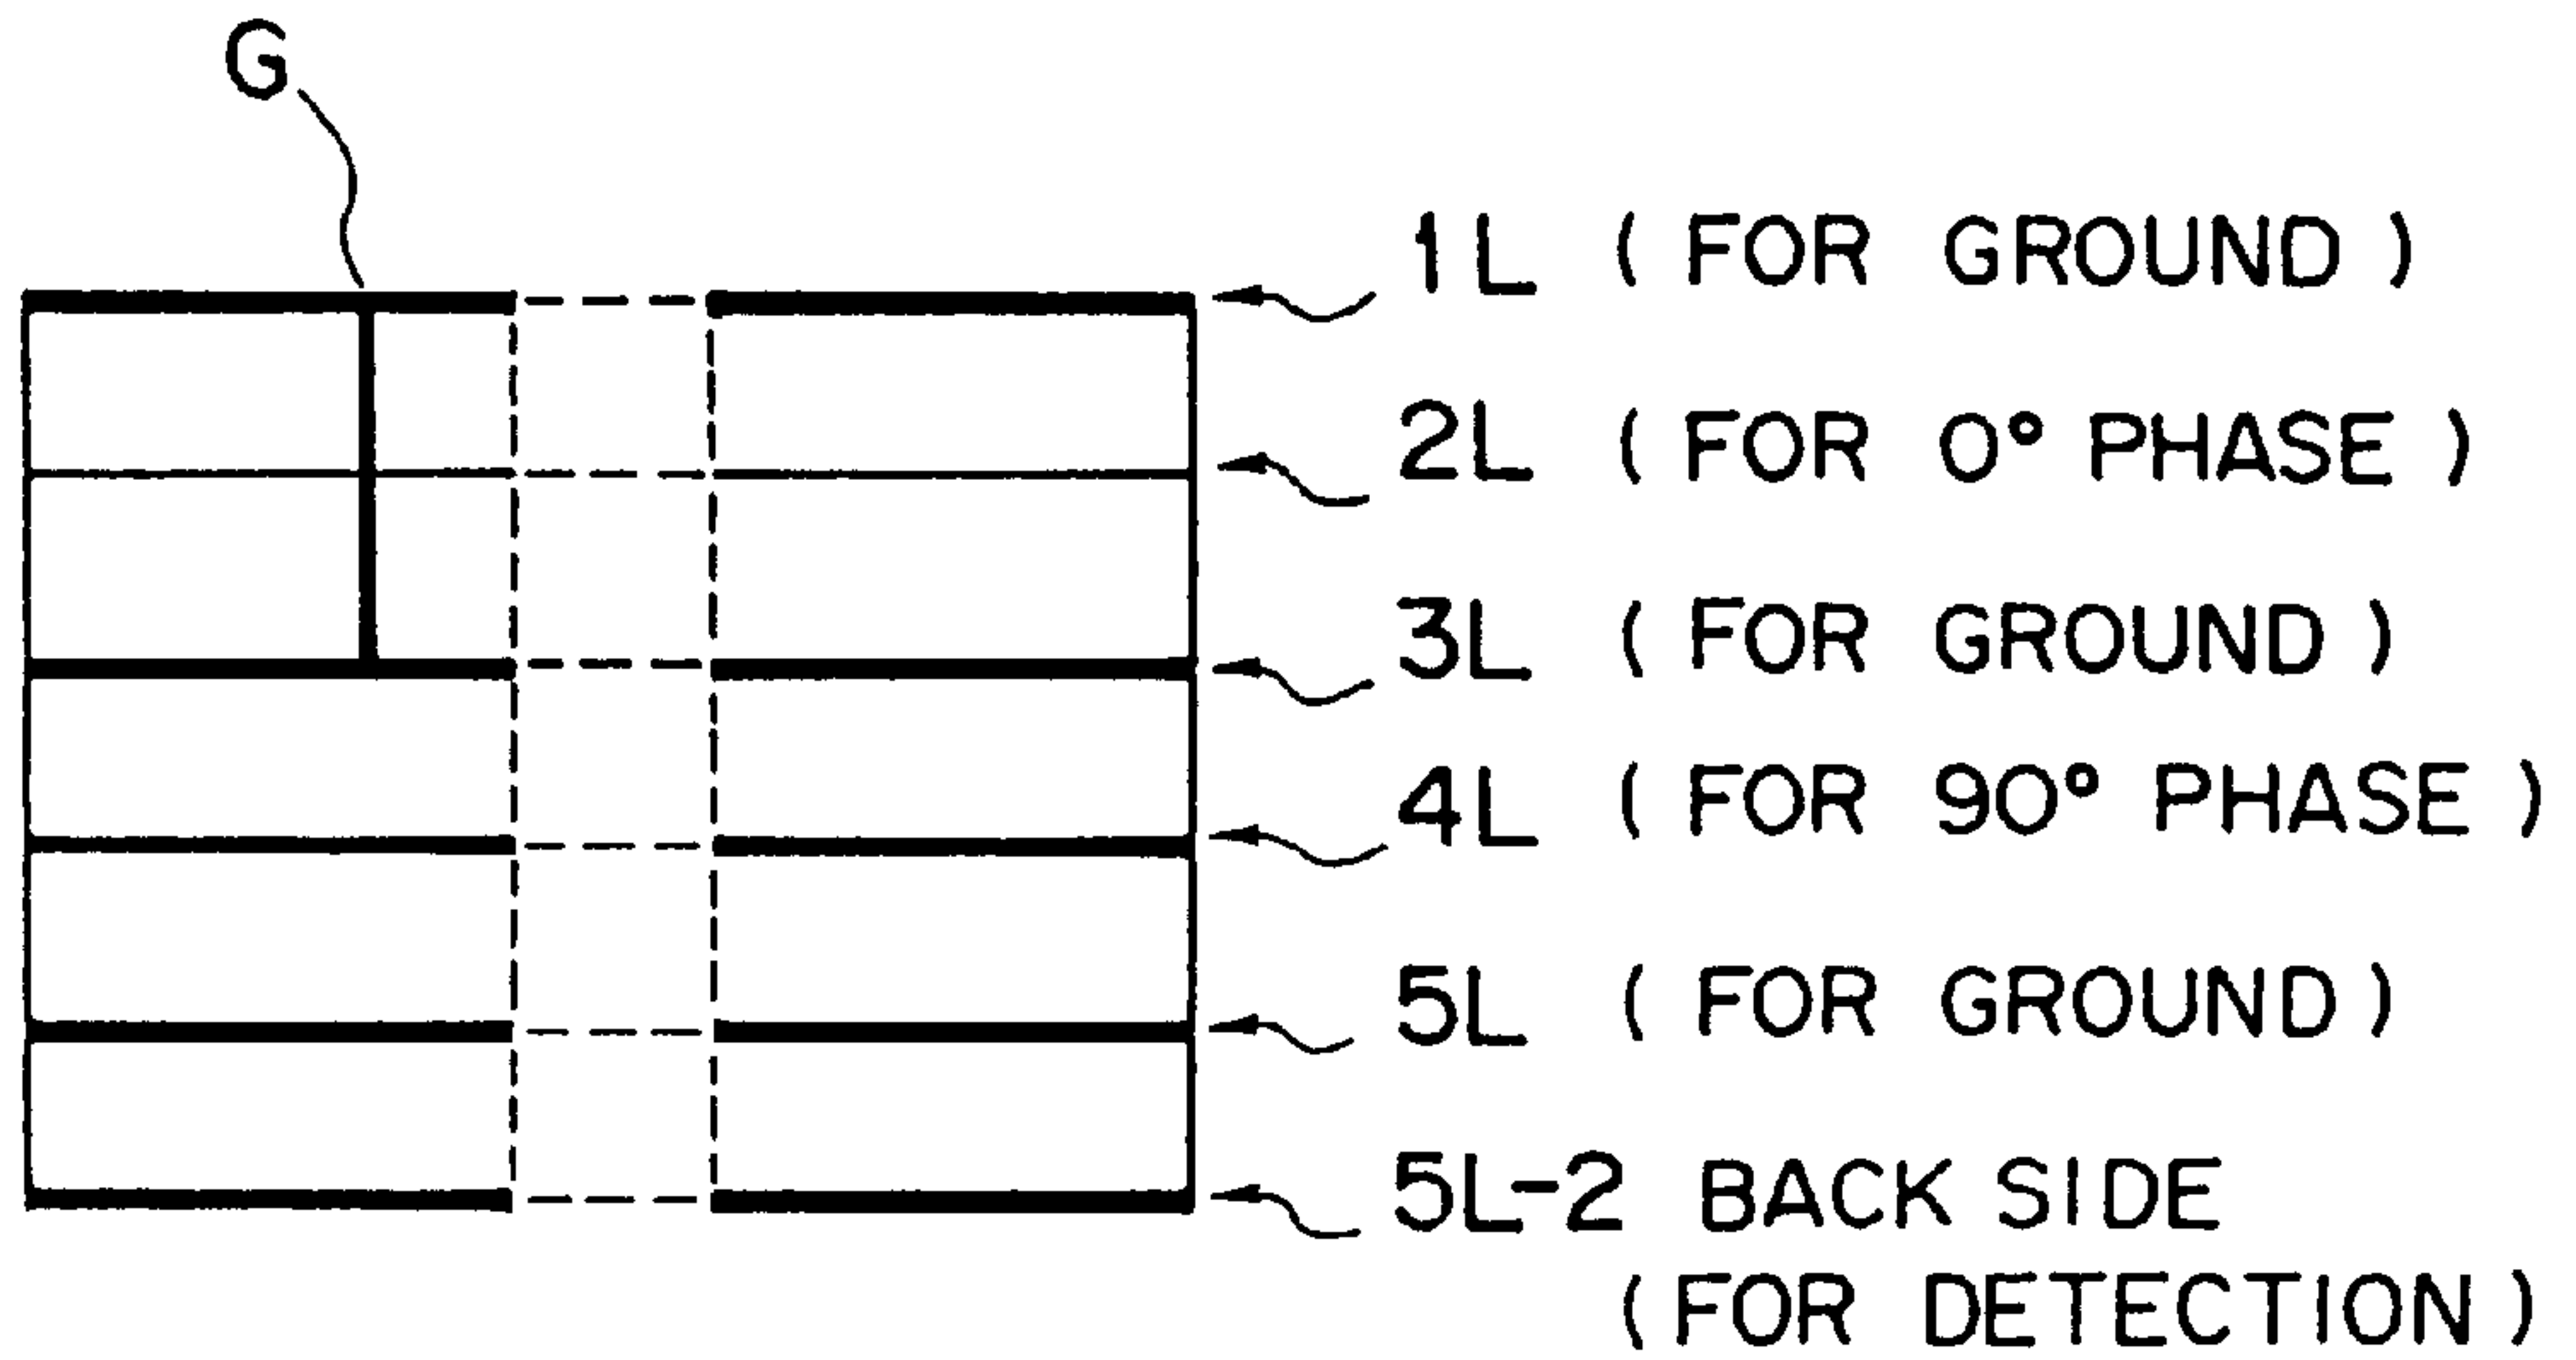 G
1L ( FOR GROUND )
2L ( FOR 0° PHASE )
3L ( FOR GROUND )
4L ( FOR 90° PHASE )
5L ( FOR GROUND )
5L-2 BACK SIDE
( FOR DETECTION )